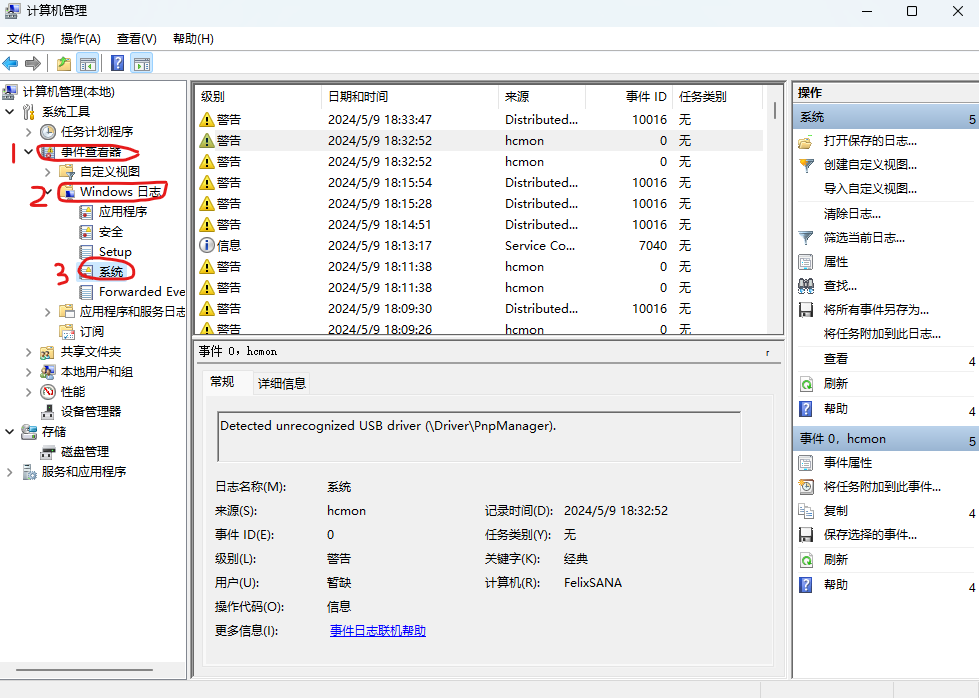 计算机管理
文件(F) 操作(A) 查看(V) 帮助(H)
计算机管理(本地)
系统工具
任务计划程序
1 事件查看器
自定义视图
2 Windows 日志
应用程序
安全
Setup
3 系统
Forwarded Eve
应用程序和服务日志
订阅
共享文件夹
本地用户和组
性能
设备管理器
存储
磁盘管理
服务和应用程序
级别 日期和时间 来源 事件 ID 任务类别
警告 2024/5/9 18:33:47 Distributed... 10016 无
警告 2024/5/9 18:32:52 hcmon 0 无
警告 2024/5/9 18:32:52 hcmon 0 无
警告 2024/5/9 18:15:54 Distributed... 10016 无
警告 2024/5/9 18:15:28 Distributed... 10016 无
警告 2024/5/9 18:14:51 Distributed... 10016 无
信息 2024/5/9 18:13:17 Service Co... 7040 无
警告 2024/5/9 18:11:38 hcmon 0 无
警告 2024/5/9 18:11:38 hcmon 0 无
警告 2024/5/9 18:09:30 Distributed... 10016 无
警告 2024/5/9 18:09:26 hcmon 0 无
事件 0，hcmon r
常规 详细信息
Detected unrecognized USB driver (\Driver\PnpManager).
日志名称(M): 系统
来源(S): hcmon 记录时间(D): 2024/5/9 18:32:52
事件 ID(E): 0 任务类别(Y): 无
级别(L): 警告 关键字(K): 经典
用户(U): 暂缺 计算机(R): FelixSANA
操作代码(O): 信息
更多信息(I): 事件日志联机帮助
操作
系统 5
打开保存的日志...
创建自定义视图...
导入自定义视图...
清除日志...
筛选当前日志...
属性
查找...
将所有事件另存为...
将任务附加到此日志...
查看 4
刷新
帮助 4
事件 0，hcmon 5
事件属性
将任务附加到此事件...
复制 4
保存选择的事件...
刷新
帮助 4